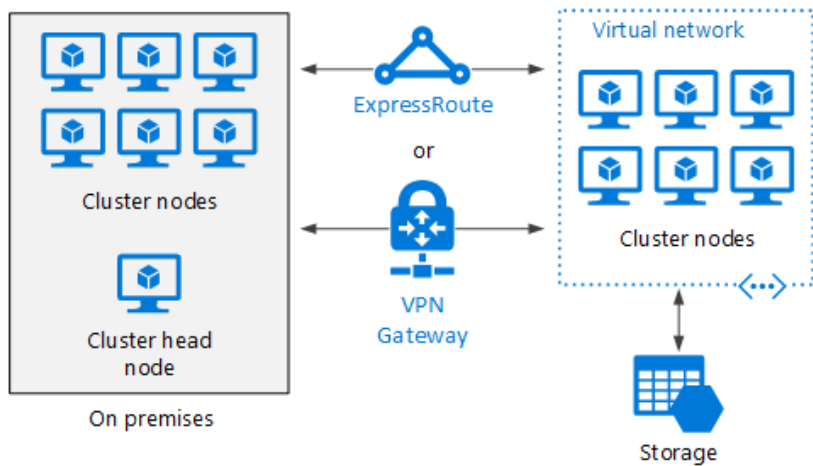 Virtual network
ExpressRoute
or
Cluster nodes
Cluster nodes
VPN
Gateway
Cluster head
node
On premises
Storage